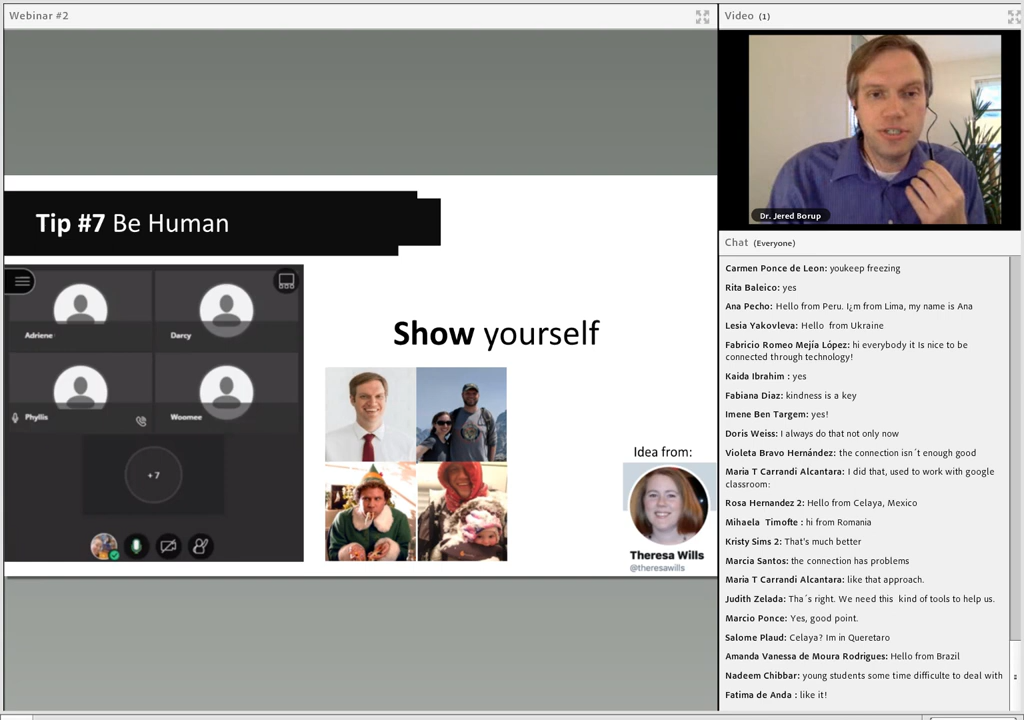 Webinar #2
Tip #7 Be Human
Adriene
Darcy
Phyllis
Woomee
+7
Show yourself
Idea from:
Theresa Wills
@theresawills
Video (1)
Dr. Jered Borup
Chat (Everyone)
Carmen Ponce de Leon: youkeep freezing
Rita Baleico: yes
Ana Pecho: Hello from Peru. I¡m from Lima, my name is Ana
Lesia Yakovleva: Hello from Ukraine
Fabricio Romeo Mejía López: hi everybody it Is nice to be
connected through technology!
Kaida Ibrahim : yes
Fabiana Diaz: kindness is a key
Imene Ben Targem: yes!
Doris Weiss: I always do that not only now
Violeta Bravo Hernández: the connection isn´t enough good
Maria T Carrandi Alcantara: I did that, used to work with google
classroom:
Rosa Hernandez 2: Hello from Celaya, Mexico
Mihaela Timofte : hi from Romania
Kristy Sims 2: That's much better
Marcia Santos: the connection has problems
Maria T Carrandi Alcantara: like that approach.
Judith Zelada: Tha´s right. We need this kind of tools to help us.
Marcio Ponce: Yes, good point.
Salome Plaud: Celaya? Im in Queretaro
Amanda Vanessa de Moura Rodrigues: Hello from Brazil
Nadeem Chibbar: young students some time difficulte to deal with
Fatima de Anda : like it!